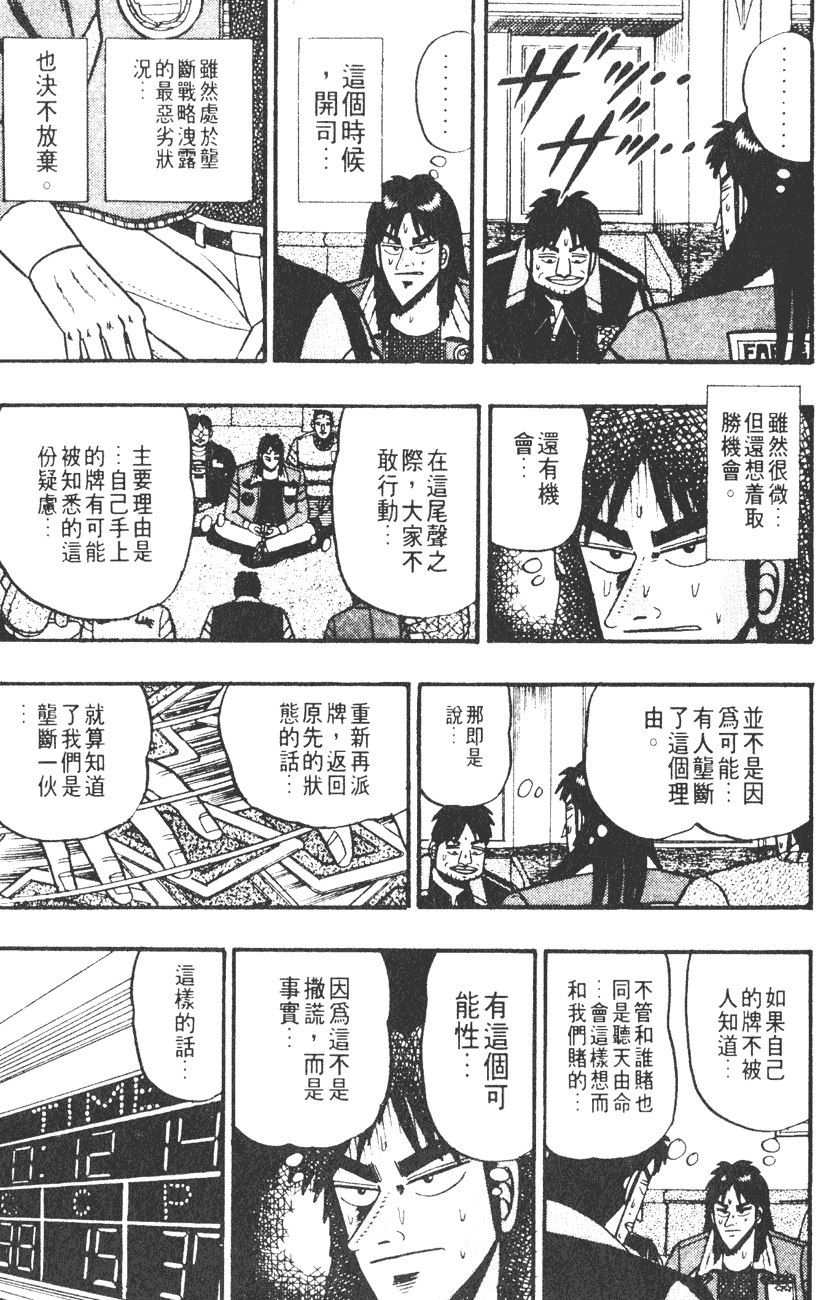 ………
ザワ‥
ザワ‥
FA
………
這個時候
，開司…
雖然處於壟
斷戰略洩露
的最惡劣狀
況…
也決不放棄。
雖然很微…
但還想着取
勝機會。
還有機
會…
在這尾聲之
際，大家不
敢行動…
主要理由是
…自己手上
的牌有可能
被知悉的這
份疑慮…
並不是因
為可能…
有人壟斷
了這個理
由。
那即是
說…
重新再派
牌，返回
原先的狀
態的話…
就算知道
了我們是
壟斷一伙
…
如果自己
的牌不被
人知道…
不管和誰賭也
同是聽天由命
…會這樣想而
和我們賭的…
有這個可
能性…
因為這不是
撒謊，而是
事實…
這樣的話…
TIME
0:12 14
C P
38 15 37